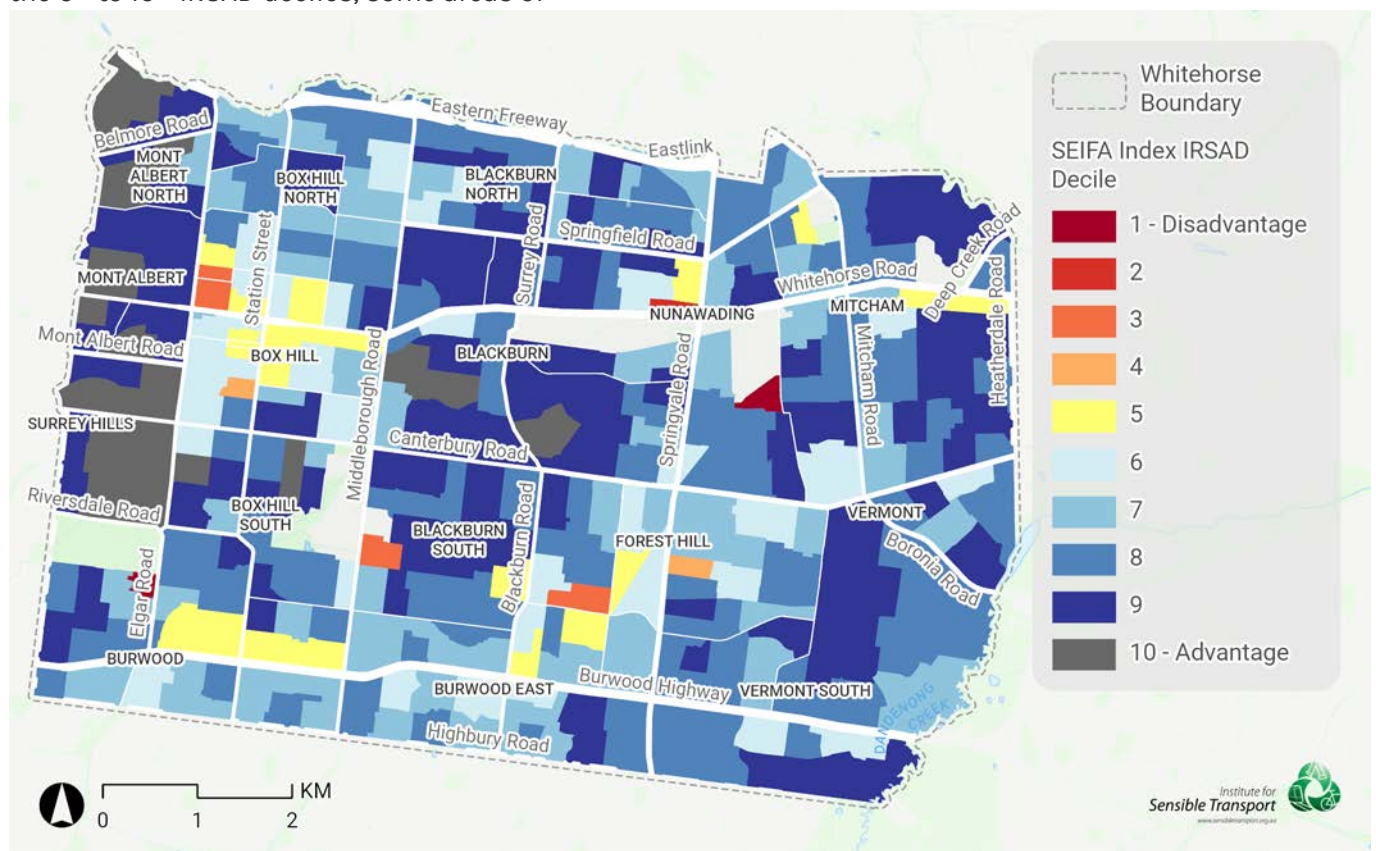 Eastern Freeway
Eastlink
Belmore Road
MONT
ALBERT
NORTH
BOX HILL
NORTH
BLACKBURN
NORTH
Station Street
Surrey Road
Springfield Road
Deep Creek Road
MONT ALBERT
Whitehorse Road
NUNAWADING
MITCHAM
Heatherdale Road
Mont Albert Road
BOX HILL
BLACKBURN
Middleborough Road
Springvale Road
Mitcham Road
SURREY HILLS
Canterbury Road
Riversdale Road
BOX HILL
SOUTH
BLACKBURN
SOUTH
Blackburn Road
FOREST HILL
VERMONT
Boronia Road
Elgar Road
BURWOOD
BURWOOD EAST
Burwood Highway
VERMONT SOUTH
DANDENONG
CREEK
Highbury Road
KM
0
1
2
Whitehorse
Boundary
SEIFA Index IRSAD
Decile
1 - Disadvantage
2
3
4
5
6
7
8
9
10 - Advantage
Institute for
Sensible Transport
www.sensibletransport.org.au